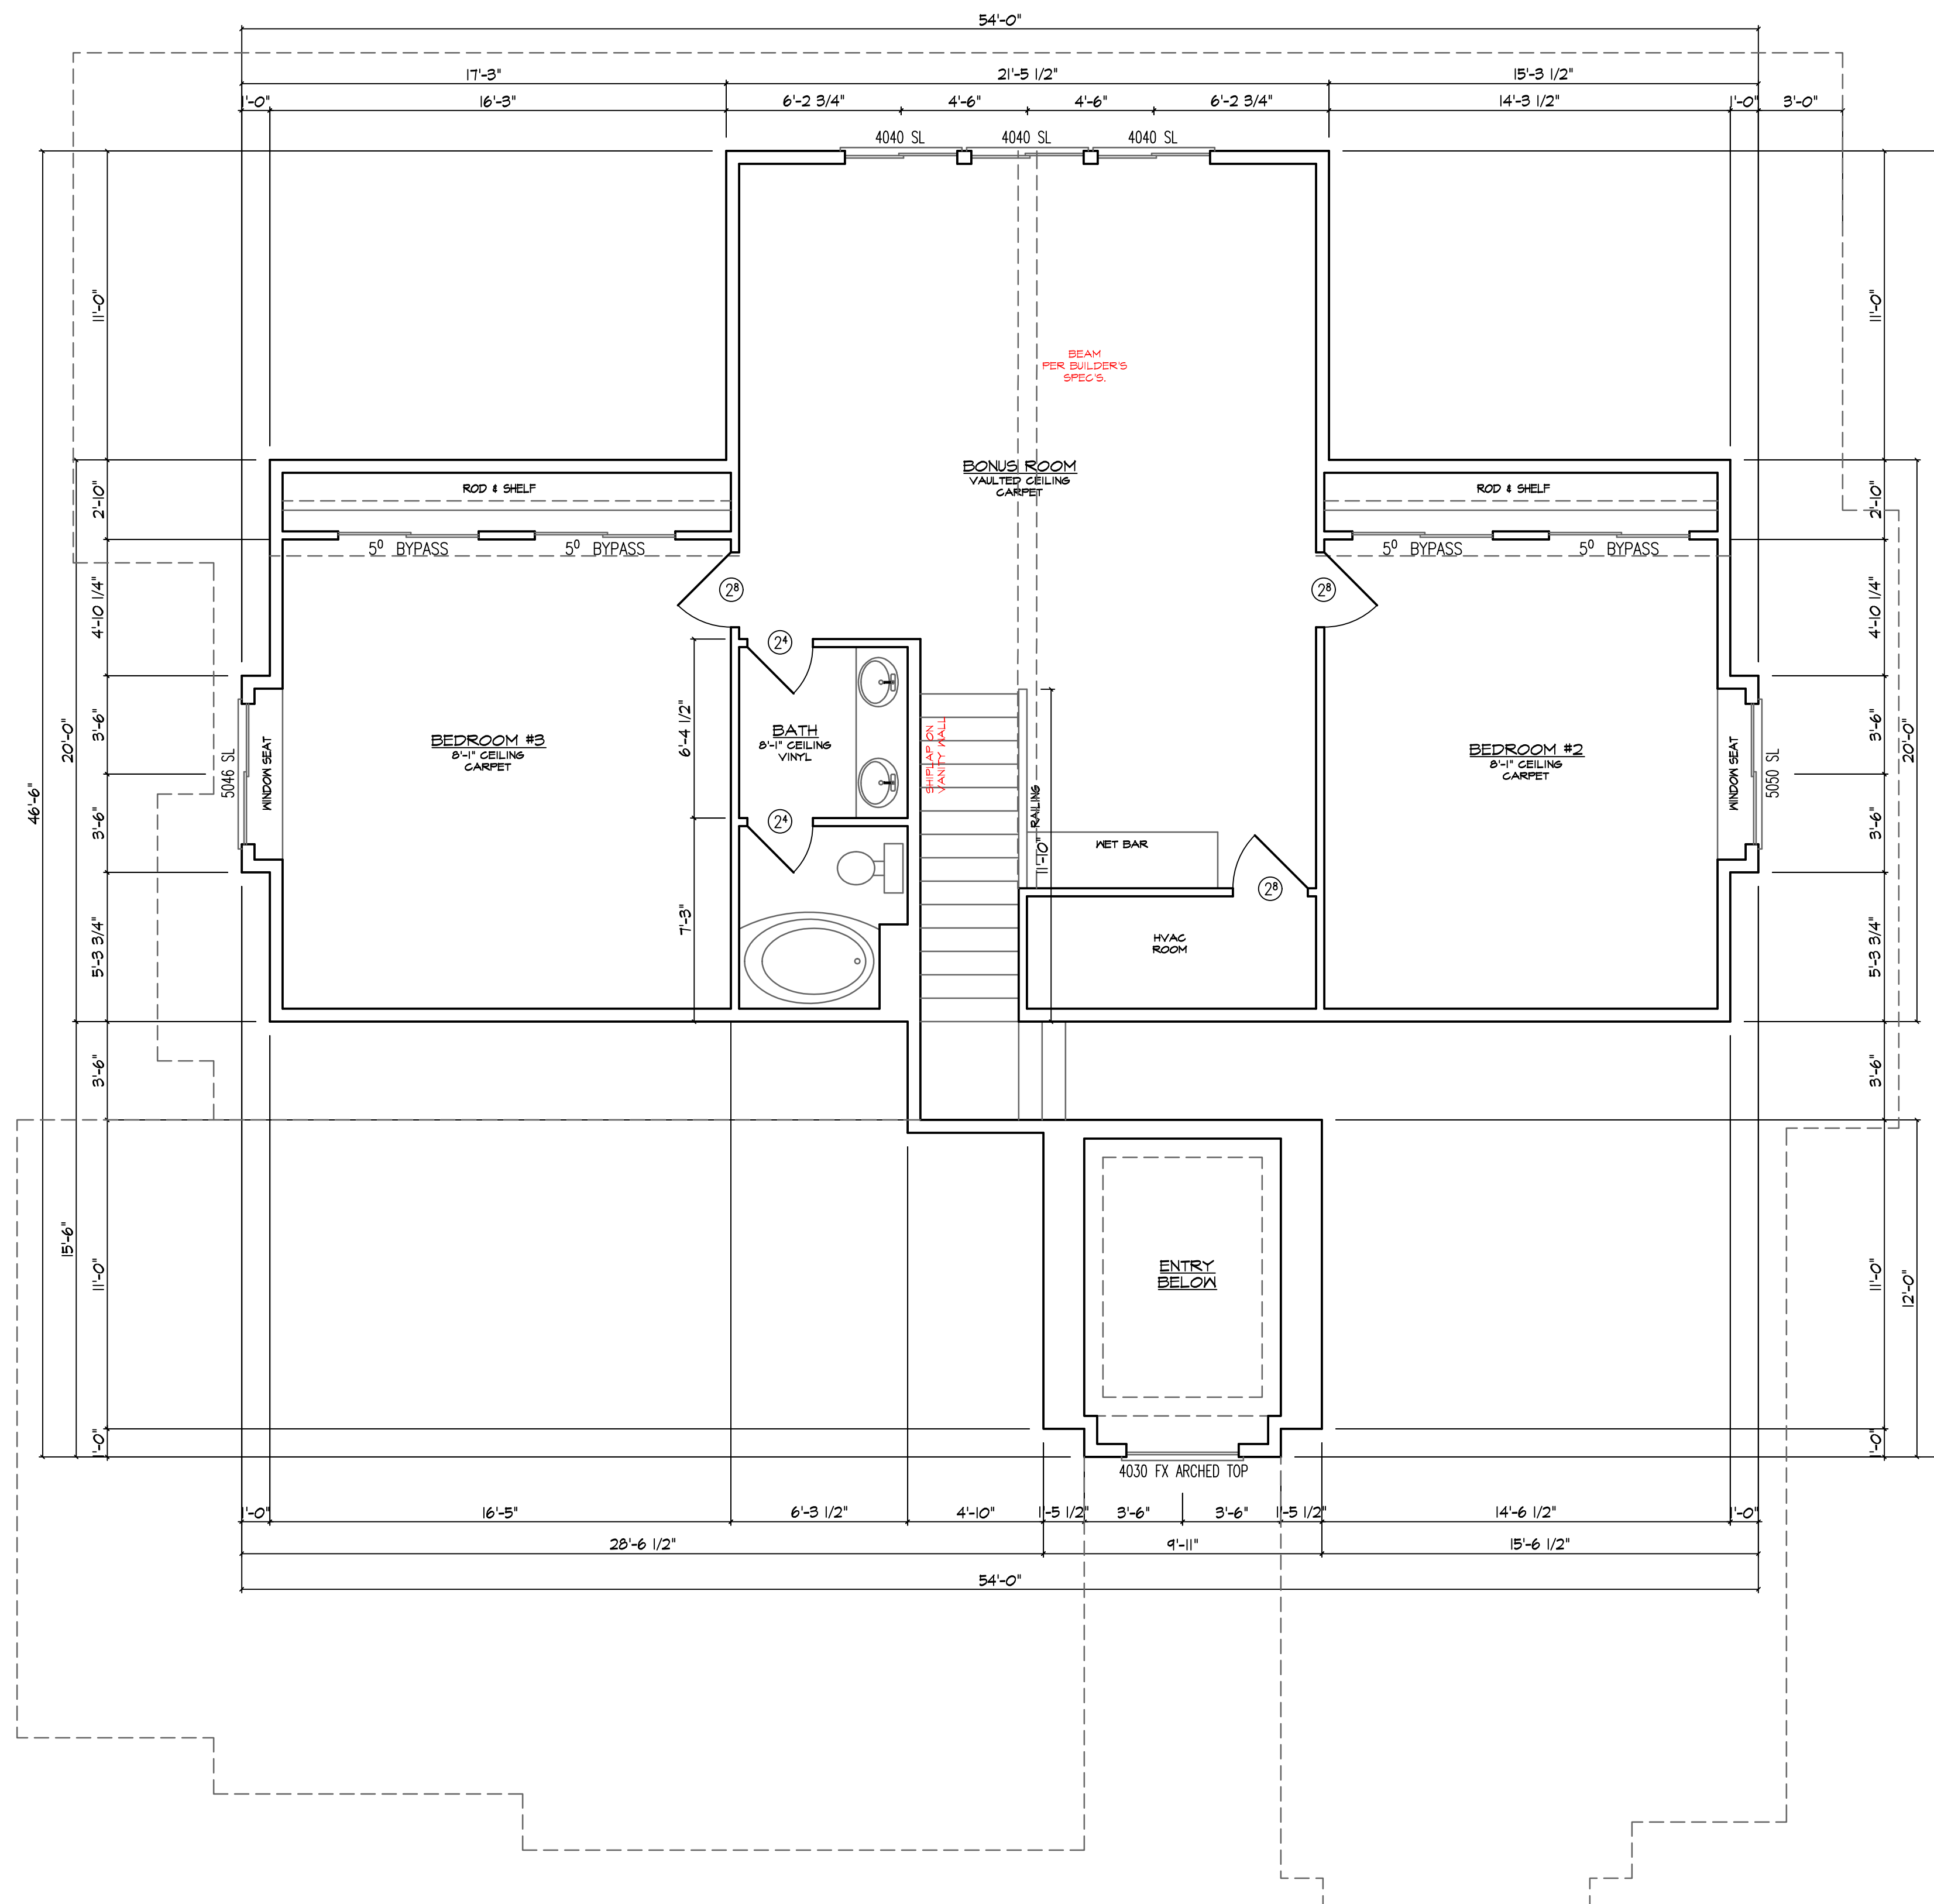 54'-0"
17'-3" 21'-5 1/2" 15'-3 1/2"
1'-0" 16'-3" 6'-2 3/4" 4'-6" 4'-6" 6'-2 3/4" 14'-3 1/2" 1'-0" 3'-0"
4040 SL 4040 SL 4040 SL
11'-0"
11'-0"
BEAM
PER BUILDER'S
SPEC'S.
BONUS ROOM
VAULTED CEILING
CARPET
ROD & SHELF
ROD & SHELF
2'-10"
2'-10"
5⁰ BYPASS 5⁰ BYPASS
5⁰ BYPASS 5⁰ BYPASS
2⁸
2⁸
4'-10 1/4"
4'-10 1/4"
2⁴
46'-6"
20'-0"
3'-6"
3'-6"
5046 SL
WINDOW SEAT
BEDROOM #3
8'-1" CEILING
CARPET
6'-4 1/2"
BATH
8'-1" CEILING
VINYL
SHIPLAP ON
VANITY WALL
RAILING
11'-10"
BEDROOM #2
8'-1" CEILING
CARPET
WINDOW SEAT
5050 SL
3'-6"
3'-6"
20'-0"
2⁴
WET BAR
2⁸
7'-3"
HVAC
ROOM
5'-3 3/4"
5'-3 3/4"
3'-6"
3'-6"
15'-6"
11'-0"
ENTRY
BELOW
11'-0"
12'-0"
1'-0"
1'-0"
4030 FX ARCHED TOP
1'-0" 16'-5" 6'-3 1/2" 4'-10" 1'-5 1/2" 3'-6" 3'-6" 1'-5 1/2" 14'-6 1/2" 1'-0"
28'-6 1/2" 9'-11" 15'-6 1/2"
54'-0"